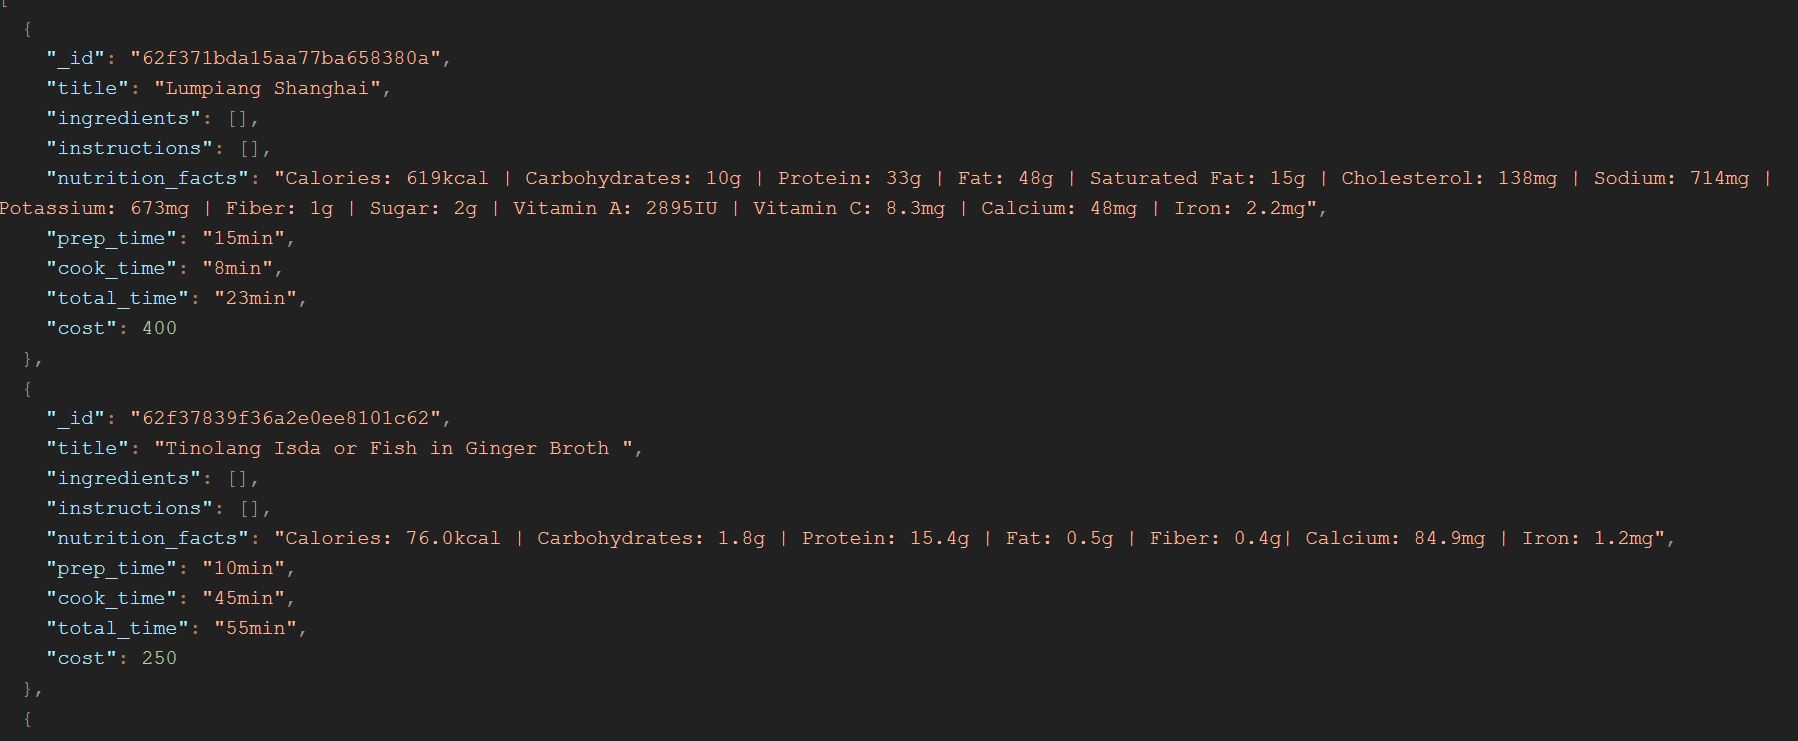 [
{
"_id": "62f371bda15aa77ba658380a",
"title": "Lumpiang Shanghai",
"ingredients": [],
"instructions": [],
"nutrition_facts": "Calories: 619kcal | Carbohydrates: 10g | Protein: 33g | Fat: 48g | Saturated Fat: 15g | Cholesterol: 138mg | Sodium: 714mg |
Potassium: 673mg | Fiber: 1g | Sugar: 2g | Vitamin A: 2895IU | Vitamin C: 8.3mg | Calcium: 48mg | Iron: 2.2mg",
"prep_time": "15min",
"cook_time": "8min",
"total_time": "23min",
"cost": 400
},
{
"_id": "62f37839f36a2e0ee8101c62",
"title": "Tinolang Isda or Fish in Ginger Broth ",
"ingredients": [],
"instructions": [],
"nutrition_facts": "Calories: 76.0kcal | Carbohydrates: 1.8g | Protein: 15.4g | Fat: 0.5g | Fiber: 0.4g| Calcium: 84.9mg | Iron: 1.2mg",
"prep_time": "10min",
"cook_time": "45min",
"total_time": "55min",
"cost": 250
},
{